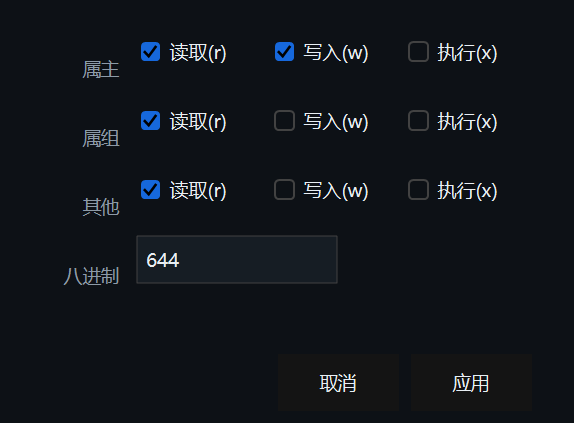 属主 读取(r) 写入(w) 执行(x)
属组 读取(r) 写入(w) 执行(x)
其他 读取(r) 写入(w) 执行(x)
八进制 644
取消 应用